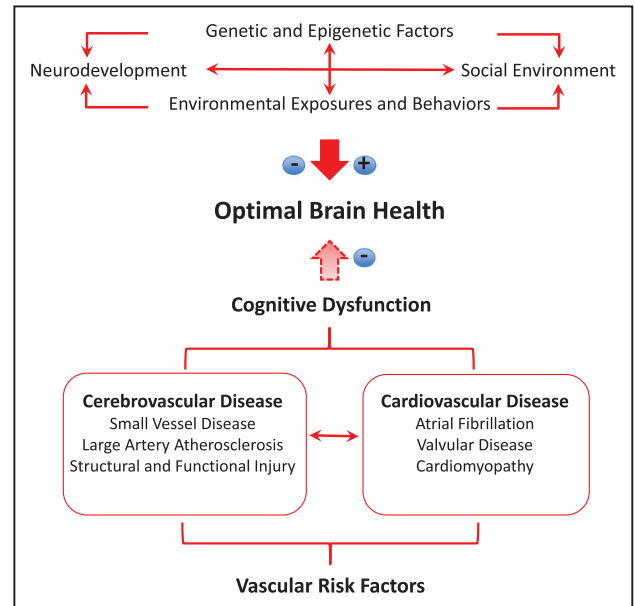 Genetic and Epigenetic Factors
Neurodevelopment
Social Environment
Environmental Exposures and Behaviors
- +
Optimal Brain Health
-
Cognitive Dysfunction
Cerebrovascular Disease
Small Vessel Disease
Large Artery Atherosclerosis
Structural and Functional Injury
Cardiovascular Disease
Atrial Fibrillation
Valvular Disease
Cardiomyopathy
Vascular Risk Factors